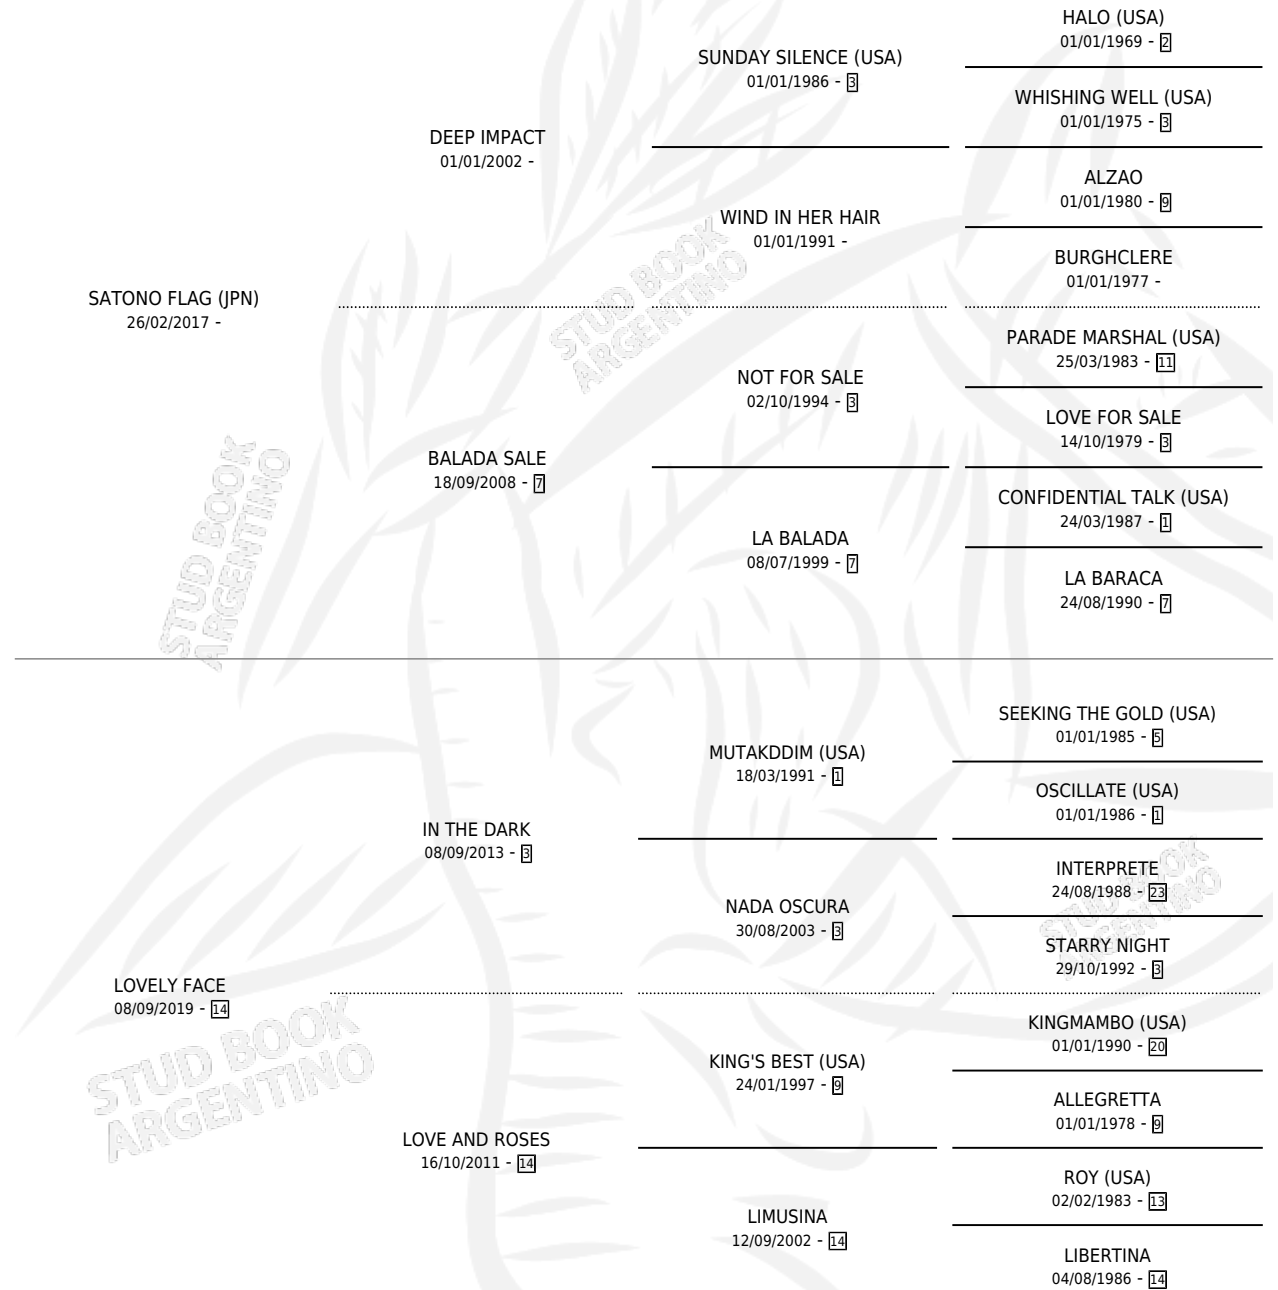 HALO (USA)
01/01/1969 - 2
SUNDAY SILENCE (USA)
01/01/1986 - 3
WHISHING WELL (USA)
01/01/1975 - 3
DEEP IMPACT
01/01/2002 -
ALZAO
01/01/1980 - 9
WIND IN HER HAIR
01/01/1991 -
BURGHCLERE
01/01/1977 -
SATONO FLAG (JPN)
26/02/2017 -
PARADE MARSHAL (USA)
25/03/1983 - 11
NOT FOR SALE
02/10/1994 - 3
LOVE FOR SALE
14/10/1979 - 3
BALADA SALE
18/09/2008 - 7
CONFIDENTIAL TALK (USA)
24/03/1987 - 1
LA BALADA
08/07/1999 - 7
LA BARACA
24/08/1990 - 7
STUD BOOK
ARGENTINO
STUD BOOK
ARGENTINO
SEEKING THE GOLD (USA)
01/01/1985 - 5
MUTAKDDIM (USA)
18/03/1991 - 1
OSCILLATE (USA)
01/01/1986 - 1
IN THE DARK
08/09/2013 - 3
INTERPRETE
24/08/1988 - 23
NADA OSCURA
30/08/2003 - 3
STARRY NIGHT
29/10/1992 - 3
LOVELY FACE
08/09/2019 - 14
KINGMAMBO (USA)
01/01/1990 - 20
KING'S BEST (USA)
24/01/1997 - 9
ALLEGRETTA
01/01/1978 - 9
LOVE AND ROSES
16/10/2011 - 14
ROY (USA)
02/02/1983 - 13
LIMUSINA
12/09/2002 - 14
LIBERTINA
04/08/1986 - 14
STUD BOOK
ARGENTINO
STUD BOOK
ARGENTINO